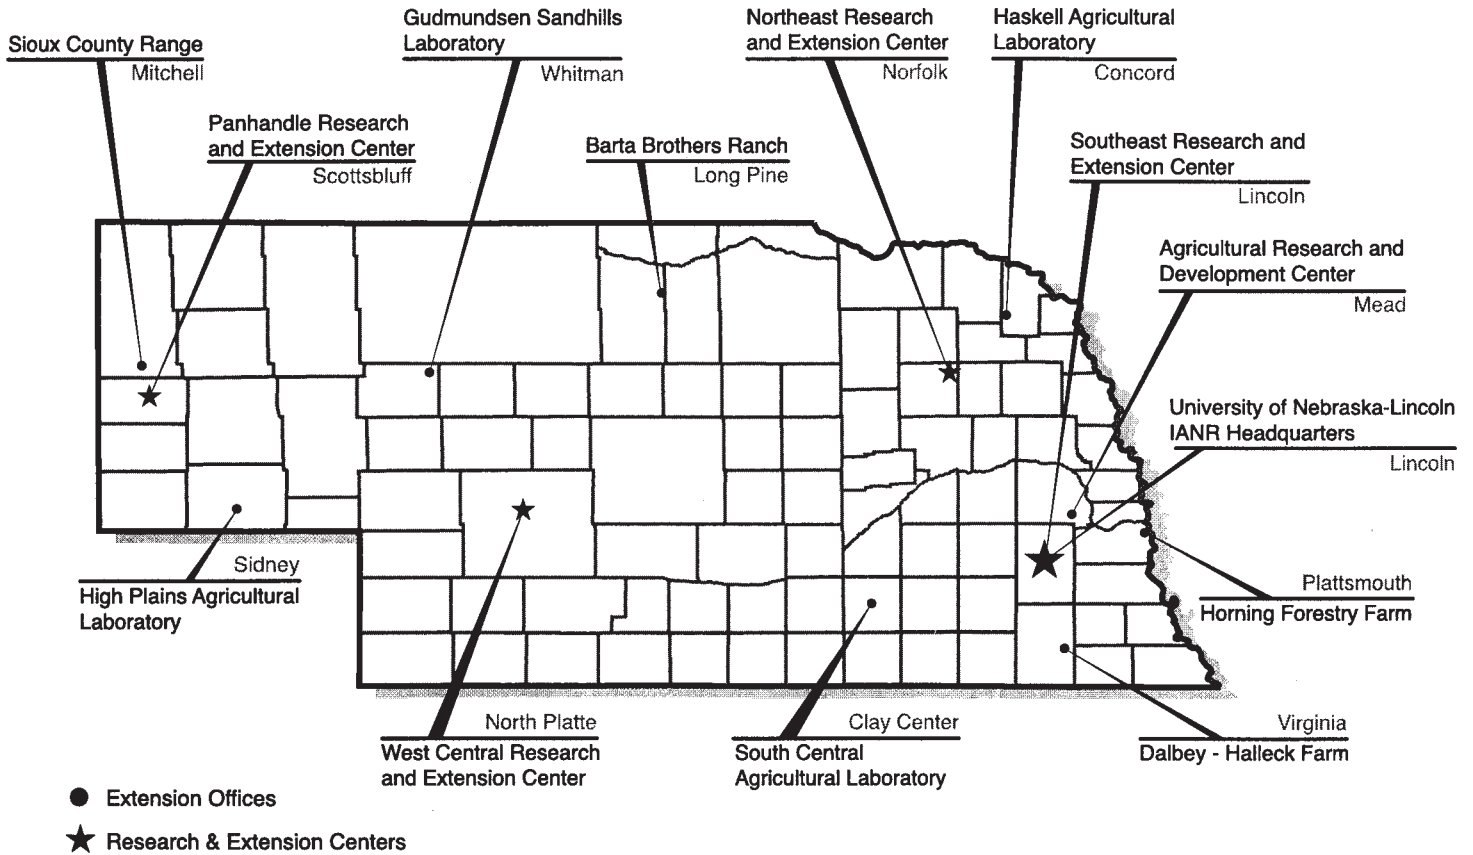 Sioux County Range
Mitchell
Gudmundsen Sandhills
Laboratory
Whitman
Northeast Research
and Extension Center
Norfolk
Haskell Agricultural
Laboratory
Concord
Panhandle Research
and Extension Center
Scottsbluff
Barta Brothers Ranch
Long Pine
Southeast Research and
Extension Center
Lincoln
Agricultural Research and
Development Center
Mead
University of Nebraska-Lincoln
IANR Headquarters
Lincoln
Sidney
High Plains Agricultural
Laboratory
Plattsmouth
Horning Forestry Farm
North Platte
West Central Research
and Extension Center
Clay Center
South Central
Agricultural Laboratory
Virginia
Dalbey - Halleck Farm
Extension Offices
Research & Extension Centers